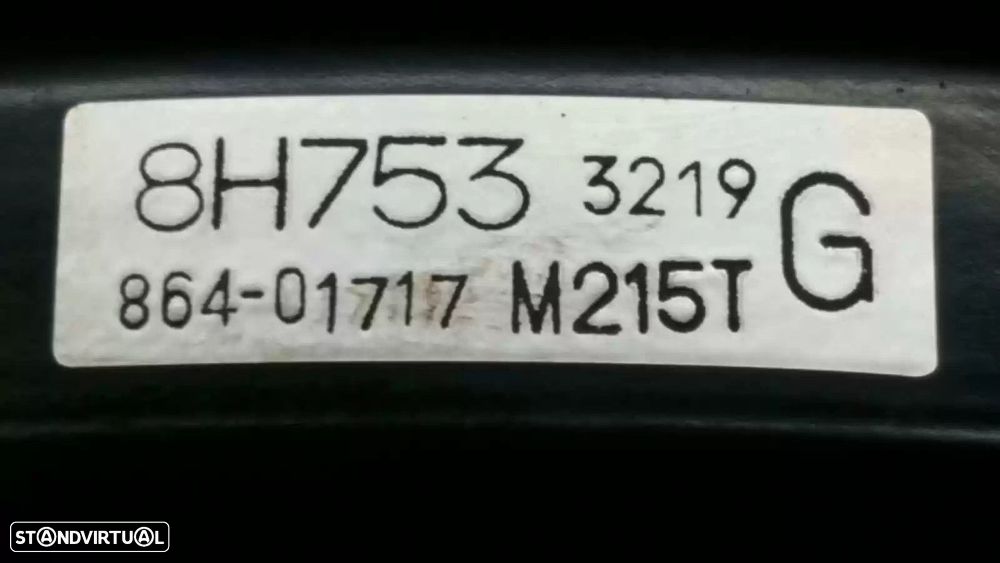 8H753 3219 G
864-01717 M215T
STANDVIRTUAL